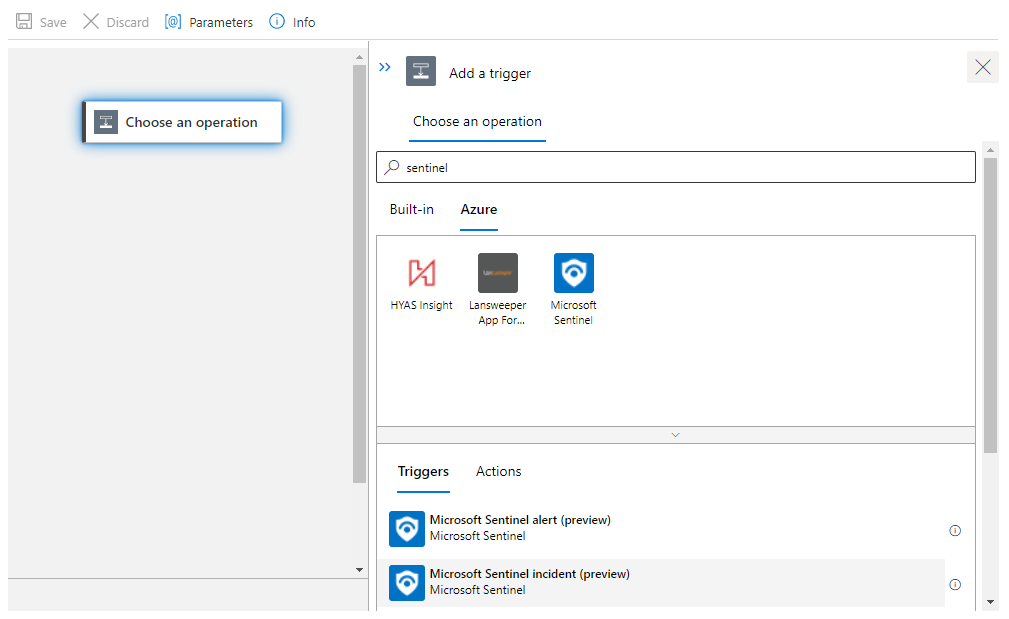 Save Discard Parameters Info
Choose an operation
Add a trigger
Choose an operation
sentinel
Built-in Azure
HYAS Insight
Lansweeper
App For...
Microsoft
Sentinel
Triggers Actions
Microsoft Sentinel alert (preview)
Microsoft Sentinel
Microsoft Sentinel incident (preview)
Microsoft Sentinel